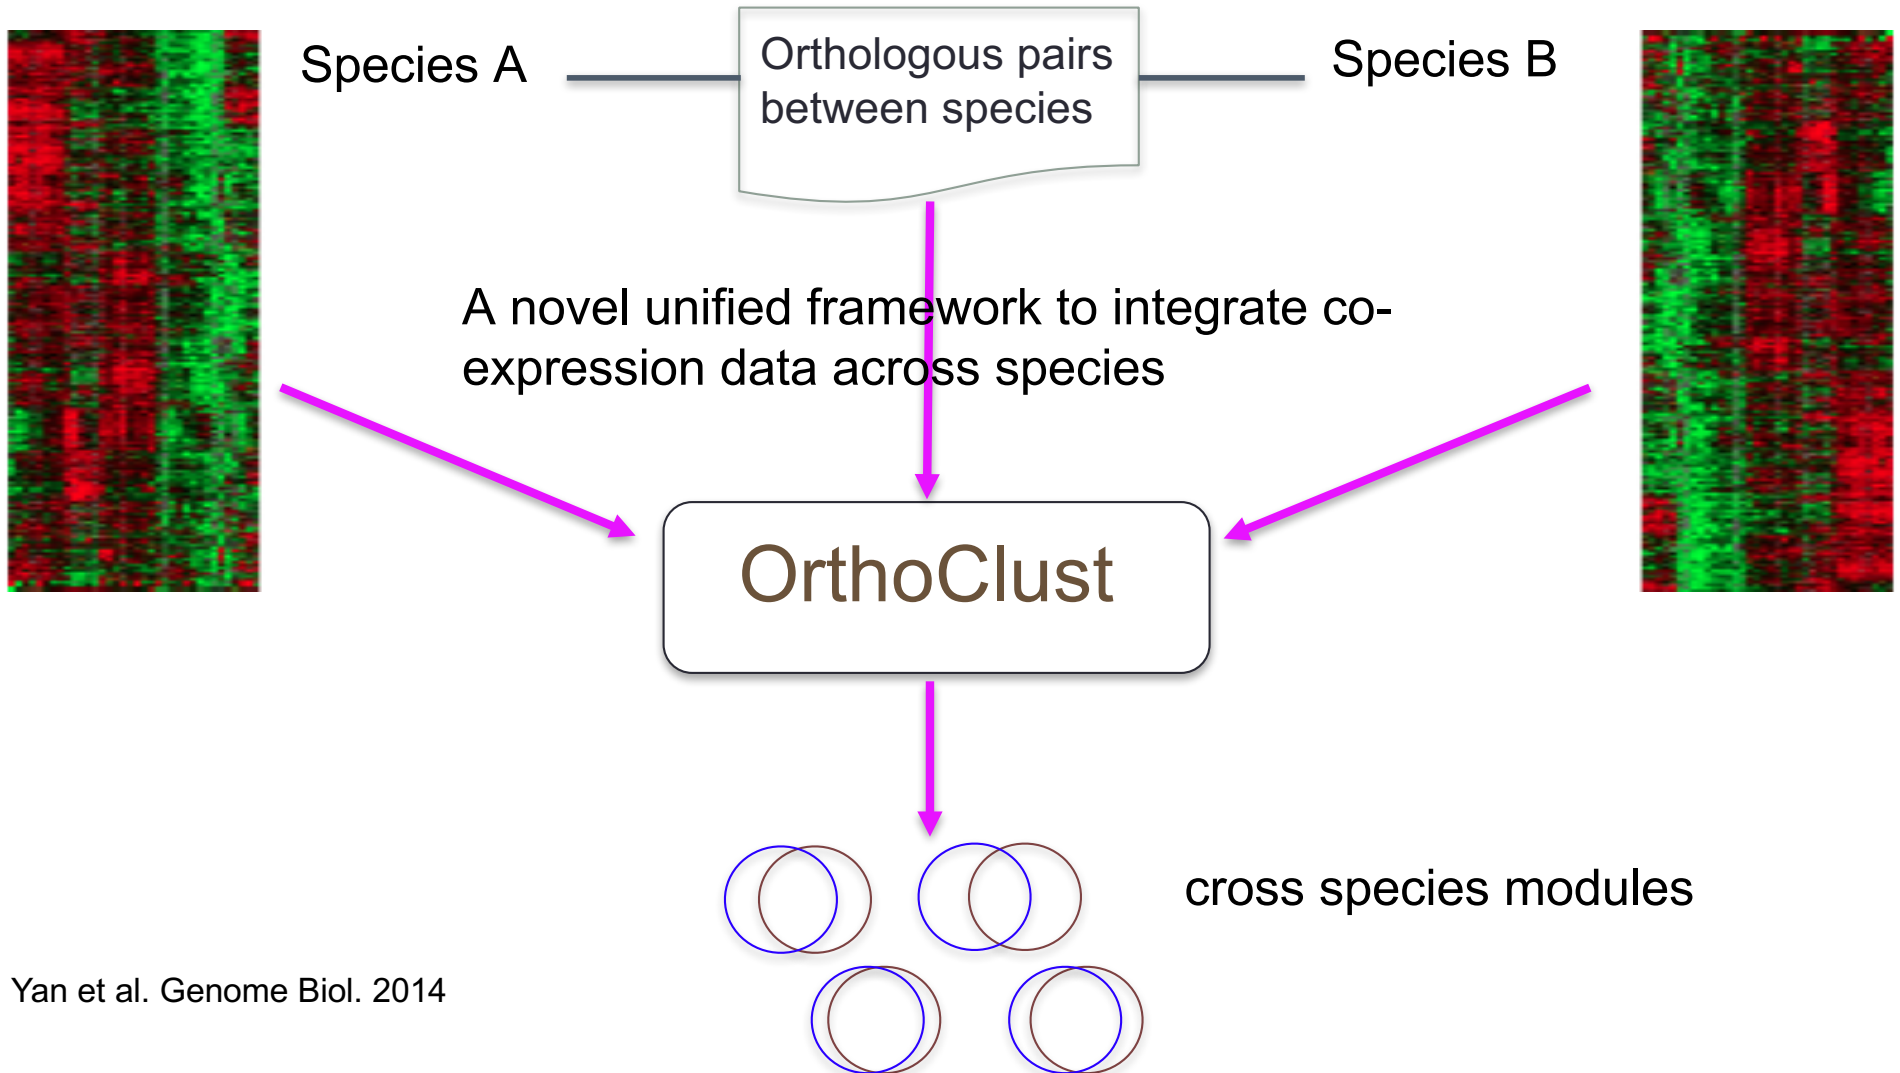 Species A
Orthologous pairs
between species
Species B
A novel unified framework to integrate co-
expression data across species
OrthoClust
cross species modules
Yan et al. Genome Biol. 2014